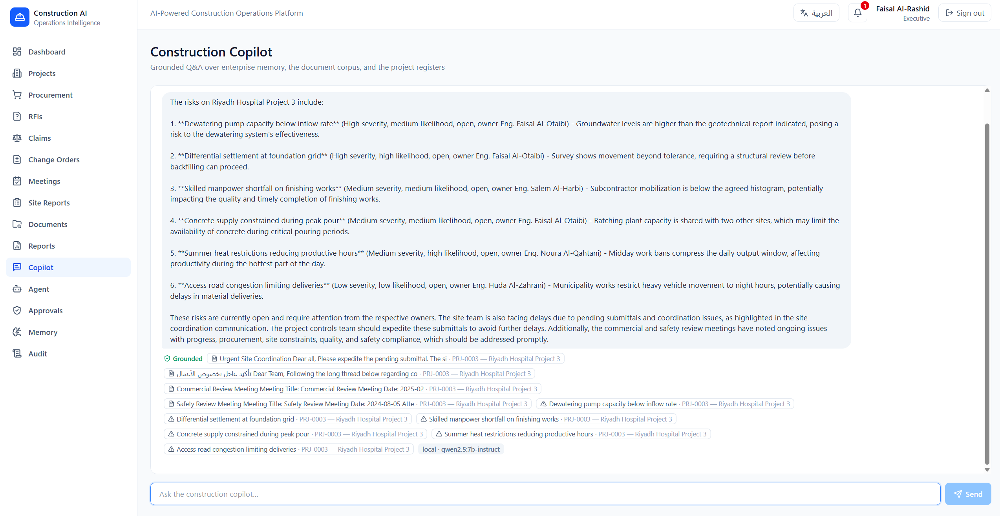 Construction AI
Operations Intelligence
AI-Powered Construction Operations Platform
العربية
1
Faisal Al-Rashid
Executive
Sign out
Dashboard
Projects
Procurement
RFIs
Claims
Change Orders
Meetings
Site Reports
Documents
Reports
Copilot
Agent
Approvals
Memory
Audit
Construction Copilot
Grounded Q&A over enterprise memory, the document corpus, and the project registers
The risks on Riyadh Hospital Project 3 include:
1. **Dewatering pump capacity below inflow rate** (High severity, medium likelihood, open, owner Eng. Faisal Al-Otaibi) - Groundwater levels are higher than the geotechnical report indicated, posing a
risk to the dewatering system's effectiveness.
2. **Differential settlement at foundation grid** (High severity, high likelihood, open, owner Eng. Faisal Al-Otaibi) - Survey shows movement beyond tolerance, requiring a structural review before
backfilling can proceed.
3. **Skilled manpower shortfall on finishing works** (Medium severity, medium likelihood, open, owner Eng. Salem Al-Harbi) - Subcontractor mobilization is below the agreed histogram, potentially
impacting the quality and timely completion of finishing works.
4. **Concrete supply constrained during peak pour** (Medium severity, medium likelihood, open, owner Eng. Faisal Al-Otaibi) - Batching plant capacity is shared with two other sites, which may limit the
availability of concrete during critical pouring periods.
5. **Summer heat restrictions reducing productive hours** (Medium severity, high likelihood, open, owner Eng. Noura Al-Qahtani) - Midday work bans compress the daily output window, affecting
productivity during the hottest part of the day.
6. **Access road congestion limiting deliveries** (Low severity, low likelihood, open, owner Eng. Huda Al-Zahrani) - Municipality works restrict heavy vehicle movement to night hours, potentially causing
delays in material deliveries.
These risks are currently open and require attention from the respective owners. The site team is also facing delays due to pending submittals and coordination issues, as highlighted in the site
coordination communication. The project controls team should expedite these submittals to avoid further delays. Additionally, the commercial and safety review meetings have noted ongoing issues
with progress, procurement, site constraints, quality, and safety compliance, which should be addressed promptly.
Grounded Urgent Site Coordination Dear all, Please expedite the pending submittal. The si · PRJ-0003 — Riyadh Hospital Project 3
تأكيد عاجل بخصوص الأعمال Dear Team, Following the long thread below regarding co · PRJ-0003 — Riyadh Hospital Project 3
Commercial Review Meeting Meeting Title: Commercial Review Meeting Date: 2025-02 · PRJ-0003 — Riyadh Hospital Project 3
Safety Review Meeting Meeting Title: Safety Review Meeting Date: 2024-08-05 Atte · PRJ-0003 — Riyadh Hospital Project 3 Dewatering pump capacity below inflow rate · PRJ-0003 — Riyadh Hospital Project 3
Differential settlement at foundation grid · PRJ-0003 — Riyadh Hospital Project 3 Skilled manpower shortfall on finishing works · PRJ-0003 — Riyadh Hospital Project 3
Concrete supply constrained during peak pour · PRJ-0003 — Riyadh Hospital Project 3 Summer heat restrictions reducing productive hours · PRJ-0003 — Riyadh Hospital Project 3
Access road congestion limiting deliveries · PRJ-0003 — Riyadh Hospital Project 3 local · qwen2.5:7b-instruct
Ask the construction copilot...
Send